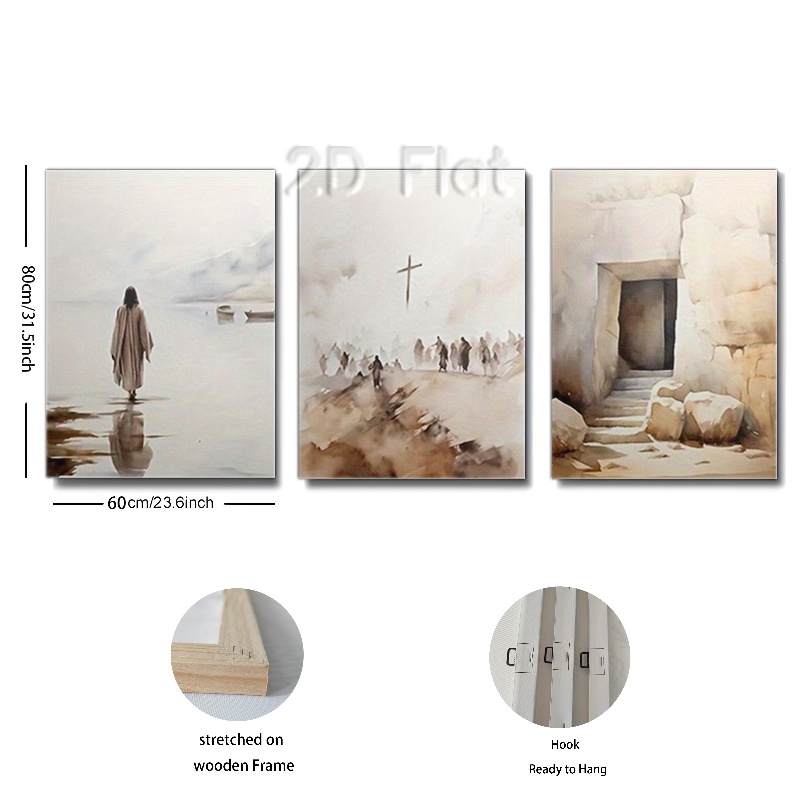 2D Flat
80cm/31.5inch
60cm/23.6inch
stretched on
wooden Frame
Hook
Ready to Hang